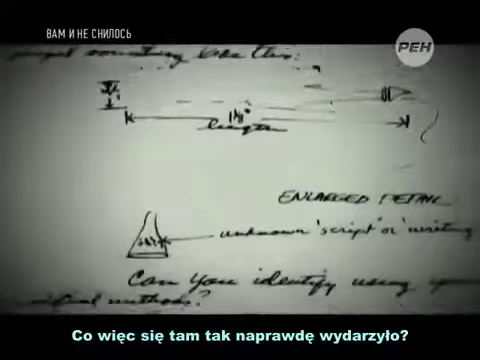 ВАМ И НЕ СНИЛОСЬ
РЕН
like this:
length
ENLARGED DETAIL
unknown 'script' or 'writing
Can you identify using
methods?
Co więc się tam tak naprawdę wydarzyło?